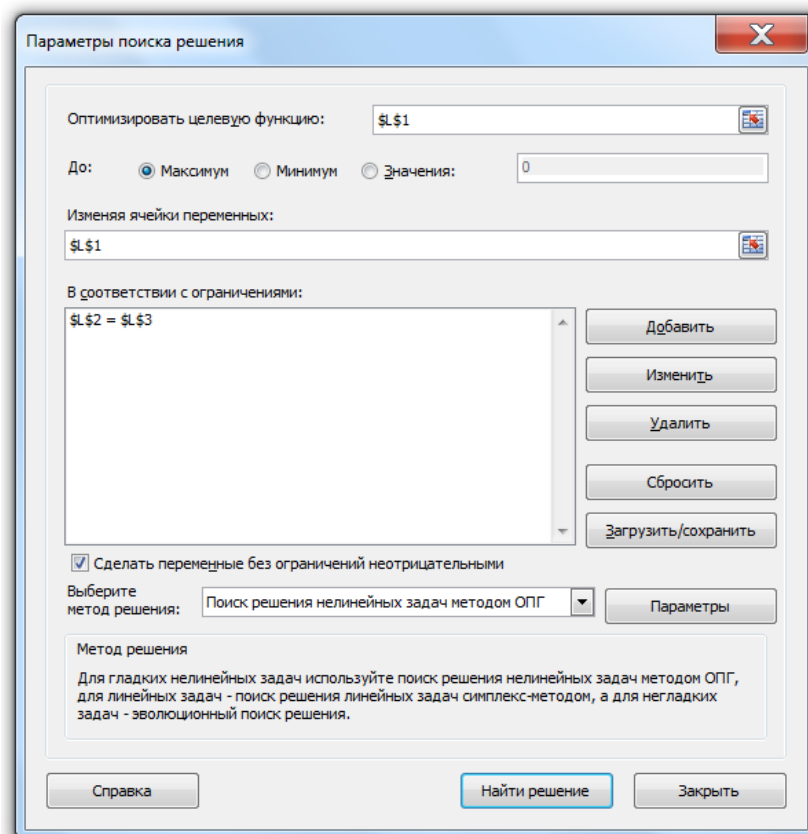 Параметры поиска решения
Оптимизировать целевую функцию: $L$1
До: Максимум Минимум Значения: 0
Изменяя ячейки переменных:
$L$1
В соответствии с ограничениями:
$L$2 = $L$3
Добавить
Изменить
Удалить
Сбросить
Загрузить/сохранить
Сделать переменные без ограничений неотрицательными
Выберите
метод решения: Поиск решения нелинейных задач методом ОПГ Параметры
Метод решения
Для гладких нелинейных задач используйте поиск решения нелинейных задач методом ОПГ,
для линейных задач - поиск решения линейных задач симплекс-методом, а для негладких
задач - эволюционный поиск решения.
Справка Найти решение Закрыть